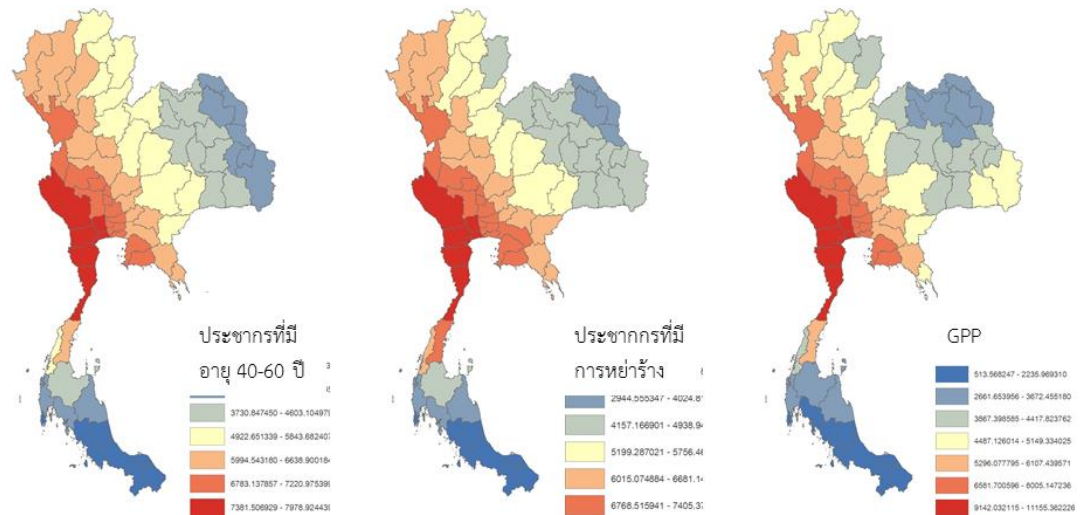 ประชากรที่มี
อายุ 40-60 ปี
3730.847450 - 4603.104979
4922.651339 - 5843.682407
5994.543180 - 6638.900184
6783.137857 - 7220.975399
7381.506929 - 7978.924430
ประชากกรที่มี
การหย่าร้าง
2944.555347 - 4024.8
4157.166901 - 4938.94
5199.287021 - 5756.46
6015.074884 - 6681.14
6768.515941 - 7405.37
GPP
513.568247 - 2235.969310
2661.653956 - 3672.455180
3867.398585 - 4417.823762
4487.126014 - 5149.334025
5296.077795 - 6107.439571
6581.700596 - 8005.147236
9142.032115 - 11155.362226